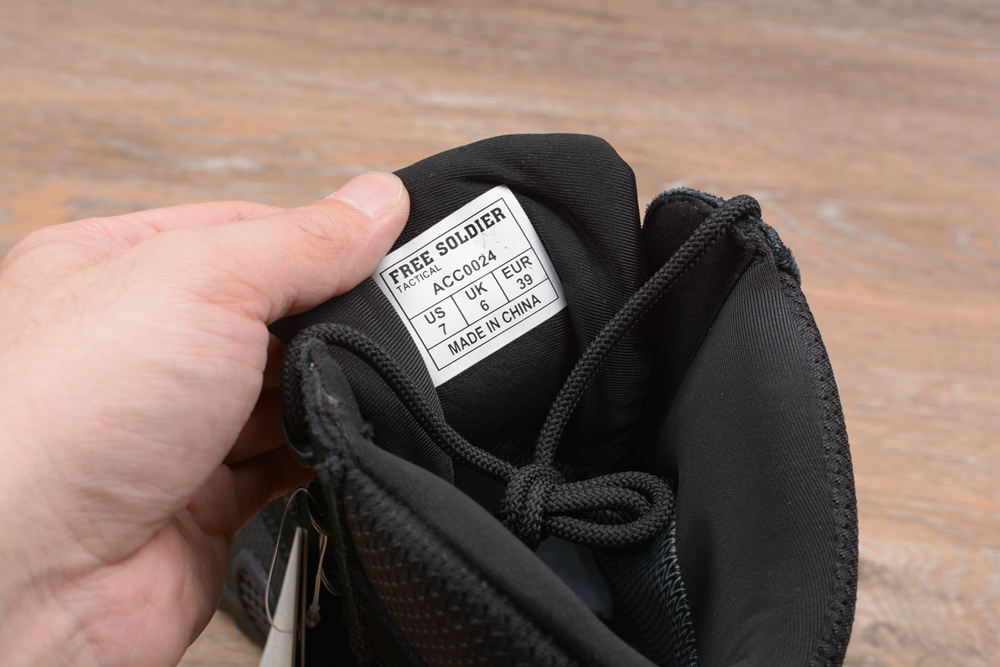 FREE SOLDIER
TACTICAL
ACC0024
US UK EUR
7 6 39
MADE IN CHINA